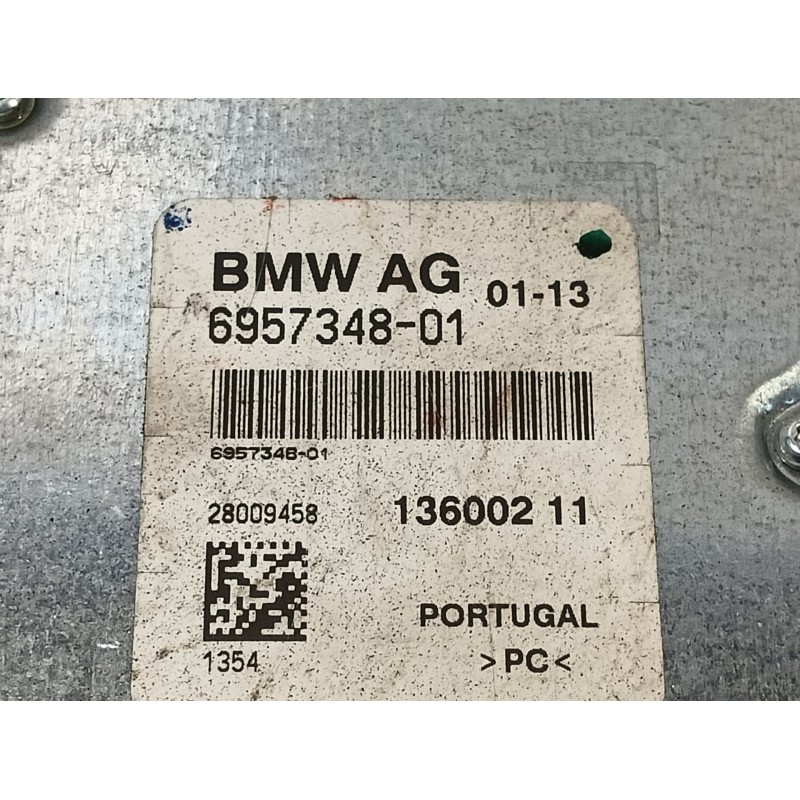 BMW AG 01-13
6957348-01
6957348-01
28009458 136002 11
PORTUGAL
1354 >PC<